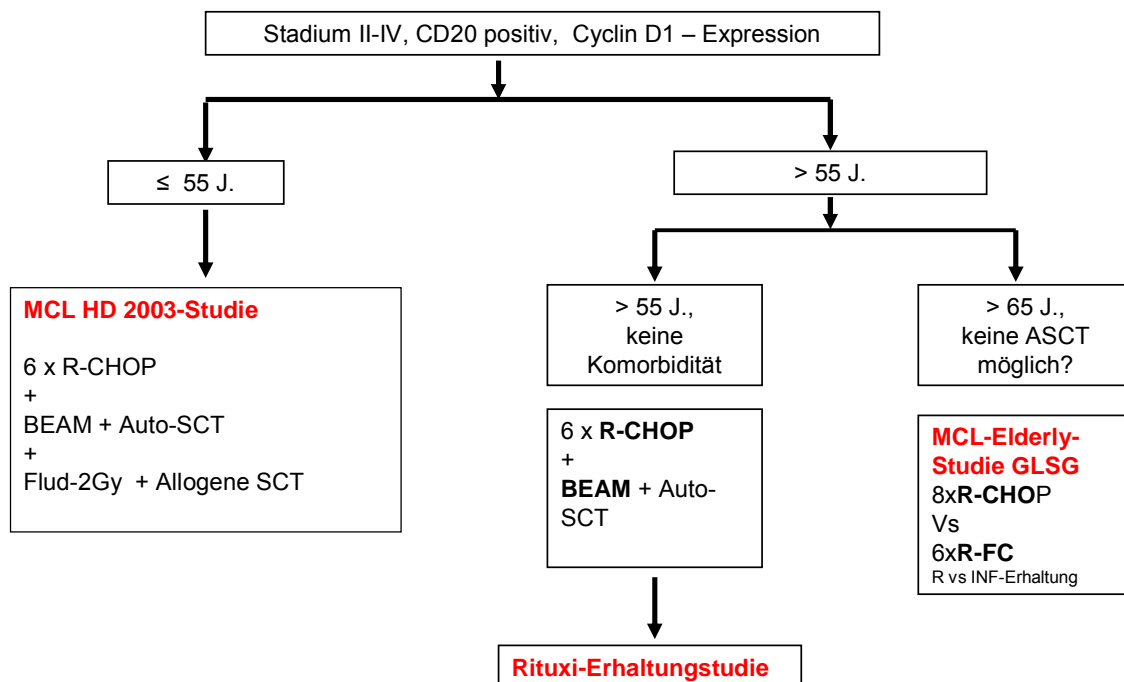 Stadium II-IV, CD20 positiv, Cyclin D1 – Expression
≤ 55 J.
> 55 J.
MCL HD 2003-Studie
6 x R-CHOP
+
BEAM + Auto-SCT
+
Flud-2Gy + Allogene SCT
> 55 J.,
keine
Komorbidität
> 65 J.,
keine ASCT
möglich?
6 x R-CHOP
+
BEAM + Auto-
SCT
MCL-Elderly-
Studie GLSG
8xR-CHOP
Vs
6xR-FC
R vs INF-Erhaltung
Rituxi-Erhaltungstudie